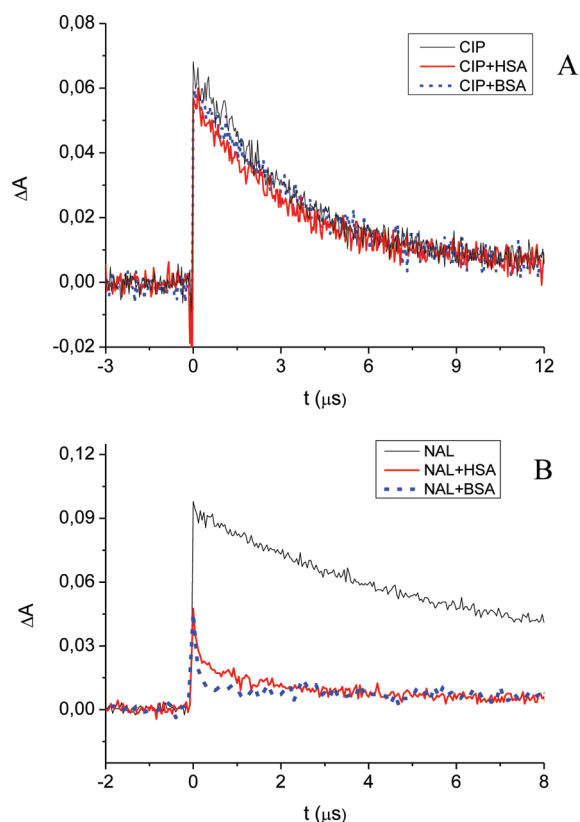 0,08
0,06
0,04
0,02
0,00
-0,02
ΔA
CIP
CIP+HSA
CIP+BSA
A
-3
0
3
6
9
12
t (μs)
0,12
0,09
0,06
0,03
0,00
ΔA
NAL
NAL+HSA
NAL+BSA
B
-2
0
2
4
6
8
t (μs)